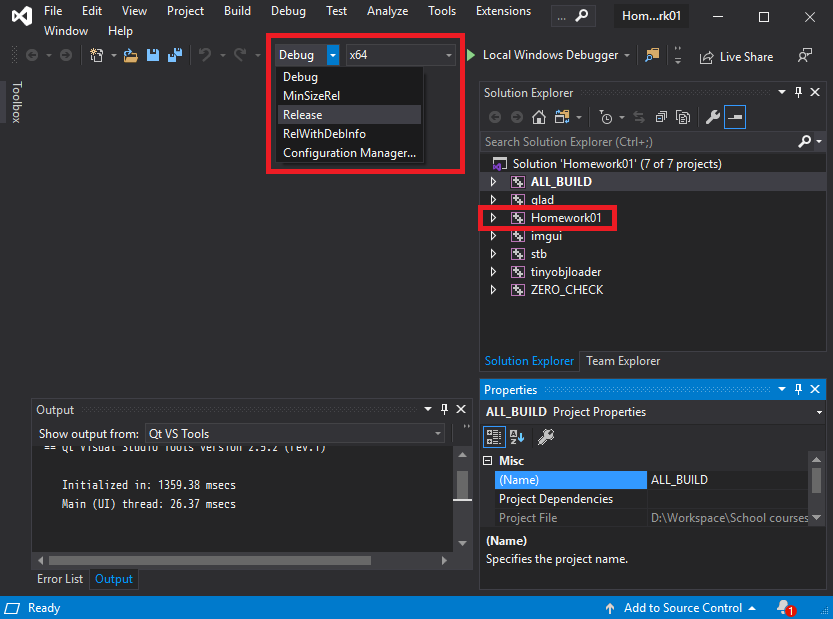 File Edit View Project Build Debug Test Analyze Tools Extensions ... Hom...rk01
Window Help
Debug x64 Local Windows Debugger Live Share
Debug
MinSizeRel
Release
RelWithDebInfo
Configuration Manager...
Toolbox
Solution Explorer
Search Solution Explorer (Ctrl+;)
Solution 'Homework01' (7 of 7 projects)
ALL_BUILD
glad
Homework01
imgui
stb
tinyobjloader
ZERO_CHECK
Solution Explorer Team Explorer
Properties
ALL_BUILD Project Properties
Misc
(Name) ALL_BUILD
Project Dependencies
Project File D:\Workspace\School courses
(Name)
Specifies the project name.
Output
Show output from: Qt VS Tools
== Qt Visual Studio Tools version 2.5.2 (rev.1)
Initialized in: 1359.38 msecs
Main (UI) thread: 26.37 msecs
Error List Output
Ready Add to Source Control 1